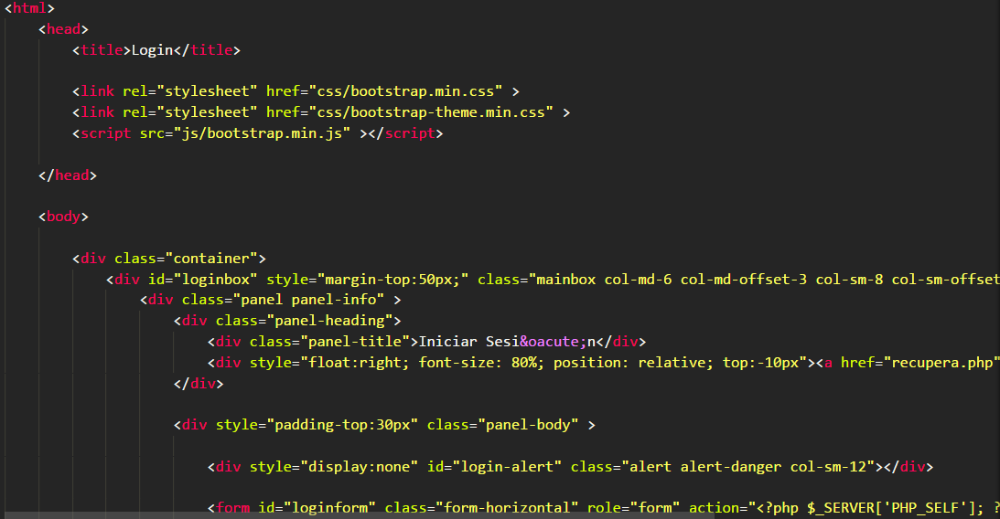 <html>
<head>
<title>Login</title>
<link rel="stylesheet" href="css/bootstrap.min.css" >
<link rel="stylesheet" href="css/bootstrap-theme.min.css" >
<script src="js/bootstrap.min.js" ></script>
</head>
<body>
<div class="container">
<div id="loginbox" style="margin-top:50px;" class="mainbox col-md-6 col-md-offset-3 col-sm-8 col-sm-offset
<div class="panel panel-info" >
<div class="panel-heading">
<div class="panel-title">Iniciar Sesi&oacute;n</div>
<div style="float:right; font-size: 80%; position: relative; top:-10px"><a href="recupera.php"
</div>
<div style="padding-top:30px" class="panel-body" >
<div style="display:none" id="login-alert" class="alert alert-danger col-sm-12"></div>
<form id="loginform" class="form-horizontal" role="form" action="<?php $_SERVER['PHP_SELF']; ?